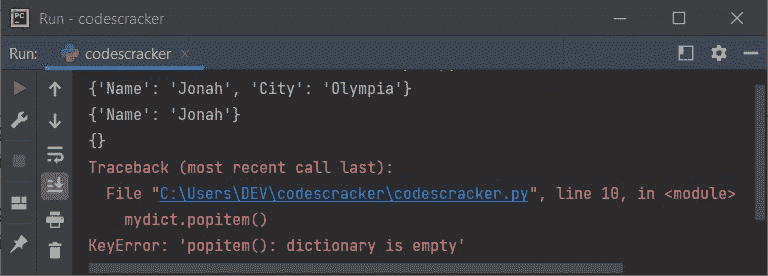 PC
Run - codescracker
Run: codescracker
{'Name': 'Jonah', 'City': 'Olympia'}
{'Name': 'Jonah'}
{}
Traceback (most recent call last):
File "C:\Users\DEV\codescracker\codescracker.py", line 10, in <module>
mydict.popitem()
KeyError: 'popitem(): dictionary is empty'